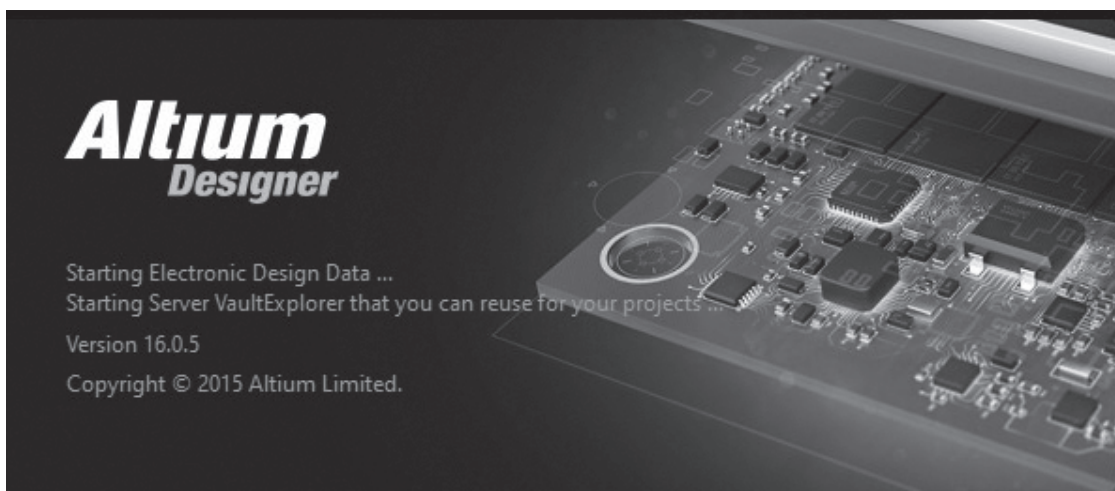 Altium
Designer
Starting Electronic Design Data ...
Starting Server VaultExplorer that you can reuse for your projects ...
Version 16.0.5
Copyright © 2015 Altium Limited.